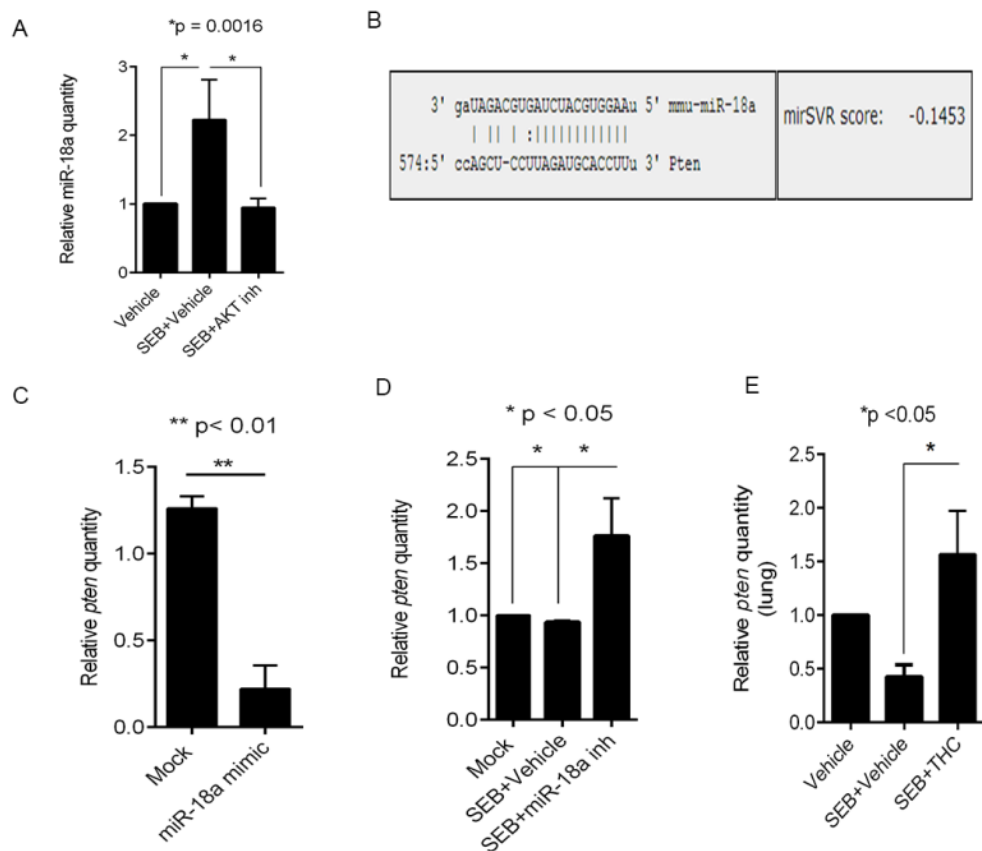 A
*p = 0.0016
* *
Relative miR-18a quantity
3
2
1
0
Vehicle
SEB+Vehicle
SEB+AKT inh
B
3' gaUAGACGUGAUCUACGUGGAAu 5' mmu-miR-18a
| || | :||||||||||||
574:5' ccAGCU-CCUUAGAUGCACCUUu 3' Pten
mirSVR score: -0.1453
C
** p< 0.01
**
Relative pten quantity
1.5
1.0
0.5
0.0
Mock
miR-18a mimic
D
* p < 0.05
* *
Relative pten quantity
2.5
2.0
1.5
1.0
0.5
0.0
Mock
SEB+Vehicle
SEB+miR-18a inh
E
*p <0.05
*
Relative pten quantity
(lung)
2.5
2.0
1.5
1.0
0.5
0.0
Vehicle
SEB+Vehicle
SEB+THC